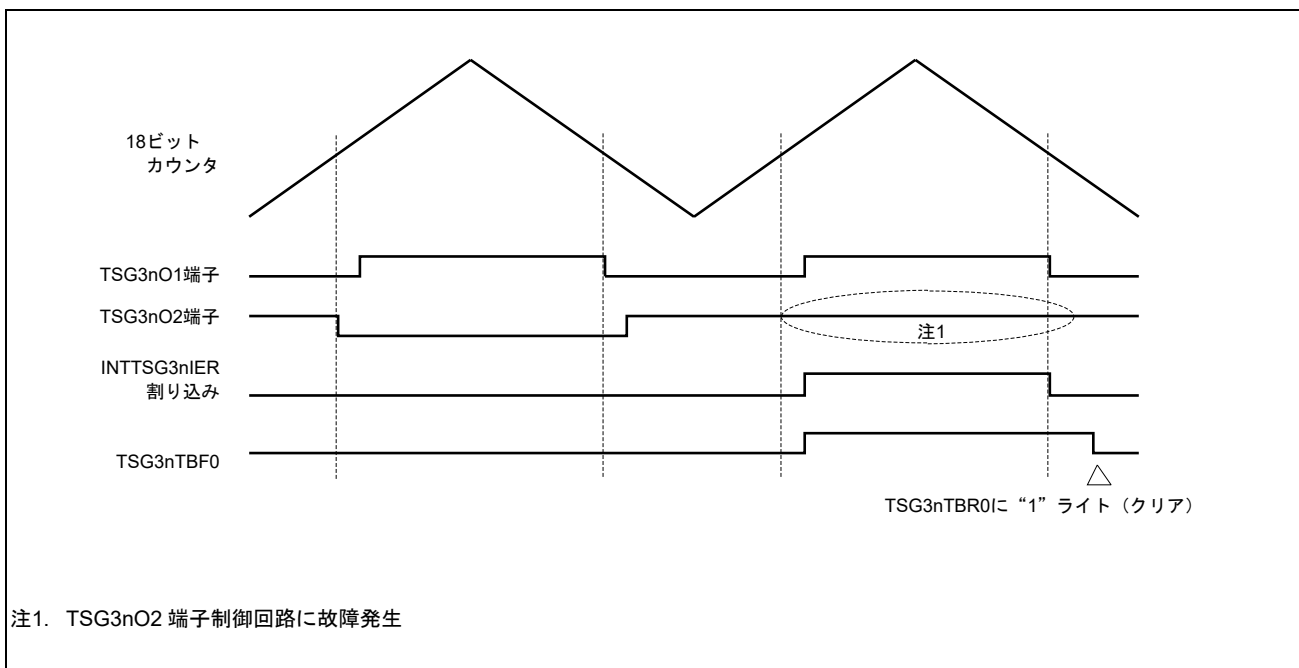 18ビット
カウンタ
TSG3nO1端子
TSG3nO2端子
注1
INTTSG3nIER
割り込み
TSG3nTBF0
TSG3nTBR0に“1”ライト（クリア）
注1. TSG3nO2 端子制御回路に故障発生